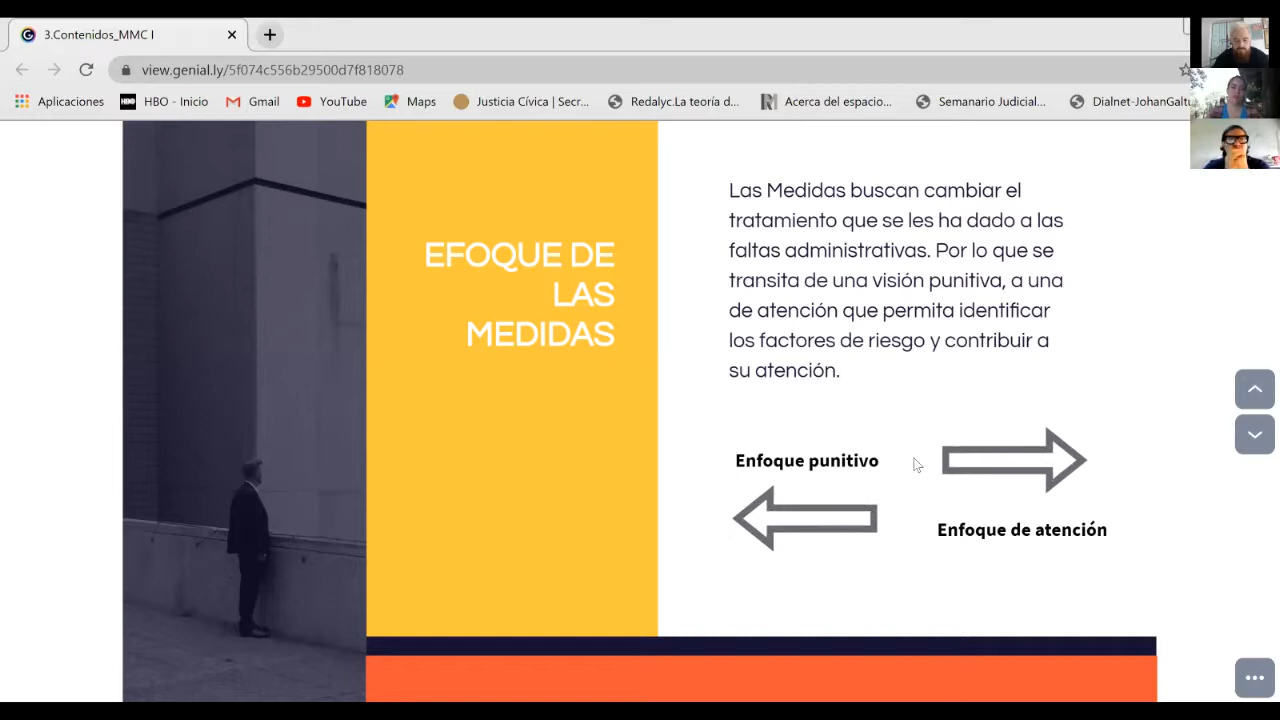 3.Contenidos_MMC I
view.genial.ly/5f074c556b29500d7f818078
Aplicaciones
HBO - Inicio
Gmail
YouTube
Maps
Justicia Cívica | Secr...
Redalyc.La teoría d...
Acerca del espacio...
Semanario Judicial...
Dialnet-JohanGaltu
EFOQUE DE
LAS
MEDIDAS
Las Medidas buscan cambiar el
tratamiento que se les ha dado a las
faltas administrativas. Por lo que se
transita de una visión punitiva, a una
de atención que permita identificar
los factores de riesgo y contribuir a
su atención.
Enfoque punitivo
Enfoque de atención